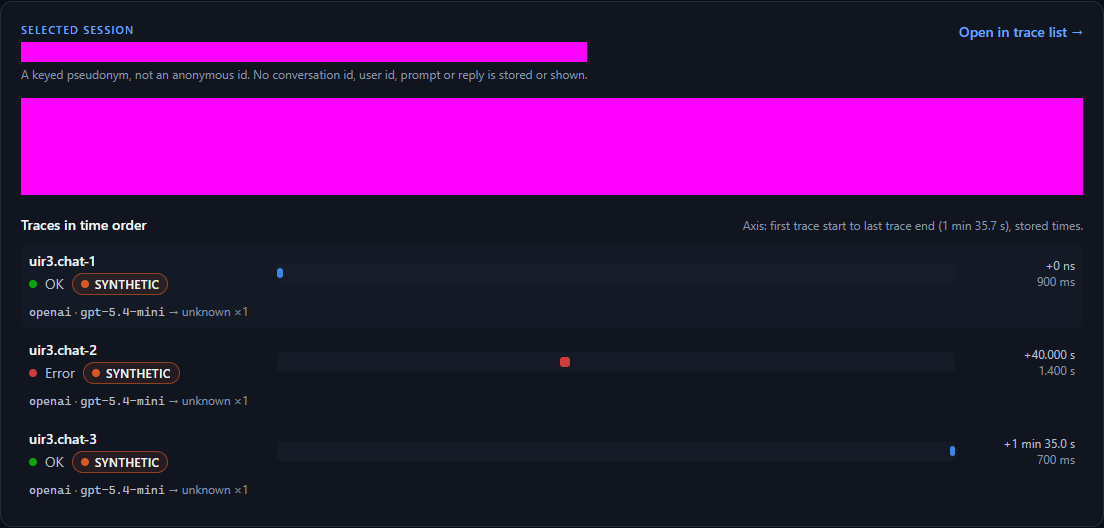 SELECTED SESSION
Open in trace list →
A keyed pseudonym, not an anonymous id. No conversation id, user id, prompt or reply is stored or shown.
Traces in time order
Axis: first trace start to last trace end (1 min 35.7 s), stored times.
uir3.chat-1
OK SYNTHETIC
openai · gpt-5.4-mini → unknown ×1
+0 ns
900 ms
uir3.chat-2
Error SYNTHETIC
openai · gpt-5.4-mini → unknown ×1
+40.000 s
1.400 s
uir3.chat-3
OK SYNTHETIC
openai · gpt-5.4-mini → unknown ×1
+1 min 35.0 s
700 ms